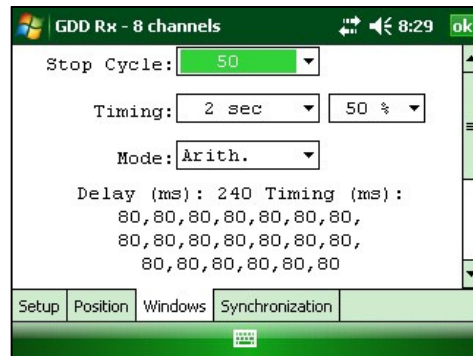 GDD Rx - 8 channels 8:29 ok
Stop Cycle: 50
Timing: 2 sec 50 %
Mode: Arith.
Delay (ms): 240 Timing (ms):
80,80,80,80,80,80,80,
80,80,80,80,80,80,80,
80,80,80,80,80,80
Setup Position Windows Synchronization